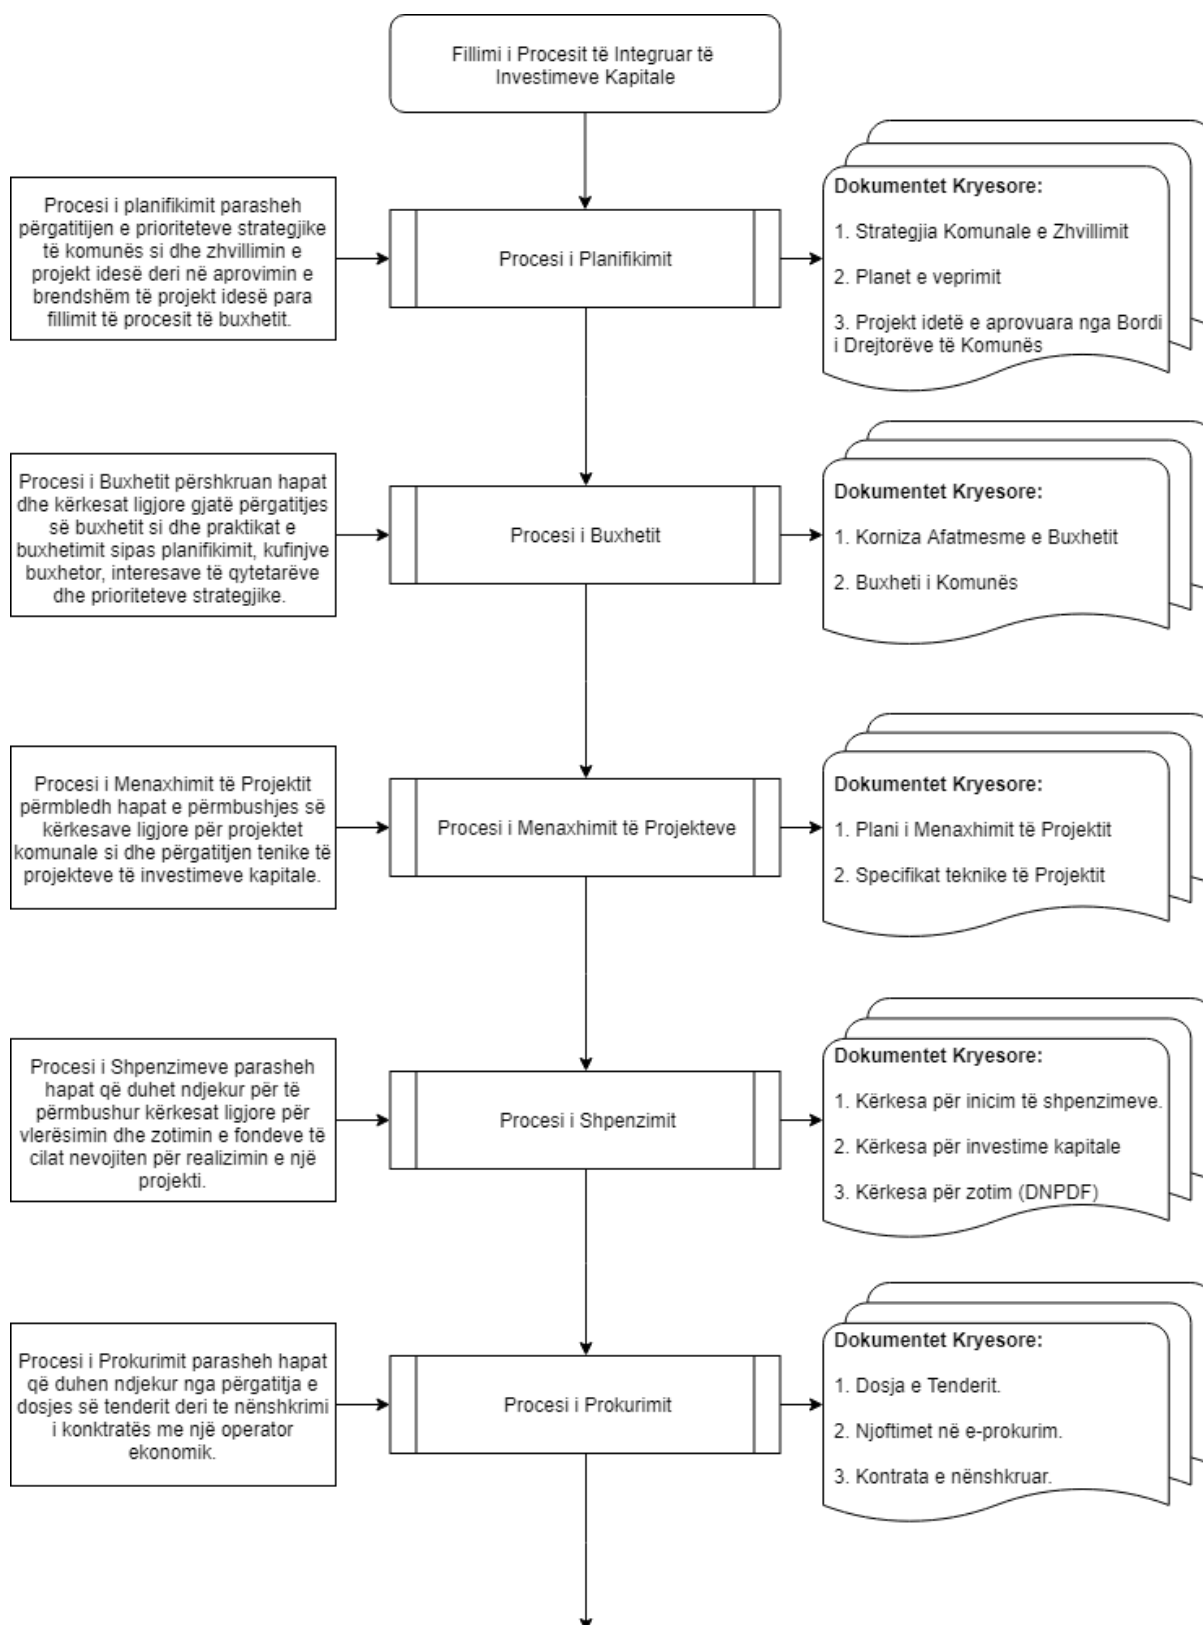 Fillimi i Procesit të Integruar të
Investimeve Kapitale
Procesi i planifikimit parasheh
përgatitijen e prioriteteve strategjike
të komunës si dhe zhvillimin e
projekt idesë deri në aprovimin e
brendshëm të projekt idesë para
fillimit të procesit të buxhetit.
Procesi i Planifikimit
Dokumentet Kryesore:
1. Strategjia Komunale e Zhvillimit
2. Planet e veprimit
3. Projekt idetë e aprovuara nga Bordi
i Drejtorëve të Komunës
Procesi i Buxhetit përshkruan hapat
dhe kërkesat ligjore gjatë përgatitjes
së buxhetit si dhe praktikat e
buxhetimit sipas planifikimit, kufinjve
buxhetor, interesave të qytetarëve
dhe prioriteteve strategjike.
Procesi i Buxhetit
Dokumentet Kryesore:
1. Korniza Afatmesme e Buxhetit
2. Buxheti i Komunës
Procesi i Menaxhimit të Projektit
përmbledh hapat e përmbushjes së
kërkesave ligjore për projektet
komunale si dhe përgatitjen tenike të
projekteve të investimeve kapitale.
Procesi i Menaxhimit të Projekteve
Dokumentet Kryesore:
1. Plani i Menaxhimit të Projektit
2. Specifikat teknike të Projektit
Procesi i Shpenzimeve parasheh
hapat që duhet ndjekur për të
përmbushur kërkesat ligjore për
vlerësimin dhe zotimin e fondeve të
cilat nevojiten për realizimin e një
projekti.
Procesi i Shpenzimit
Dokumentet Kryesore:
1. Kërkesa për inicim të shpenzimeve.
2. Kërkesa për investime kapitale
3. Kërkesa për zotim (DNPDF)
Procesi i Prokurimit parasheh hapat
që duhen ndjekur nga përgatitja e
dosjes së tenderit deri te nënshkrimi
i konktratës me një operator
ekonomik.
Procesi i Prokurimit
Dokumentet Kryesore:
1. Dosja e Tenderit.
2. Njoftimet në e-prokurim.
3. Kontrata e nënshkruar.